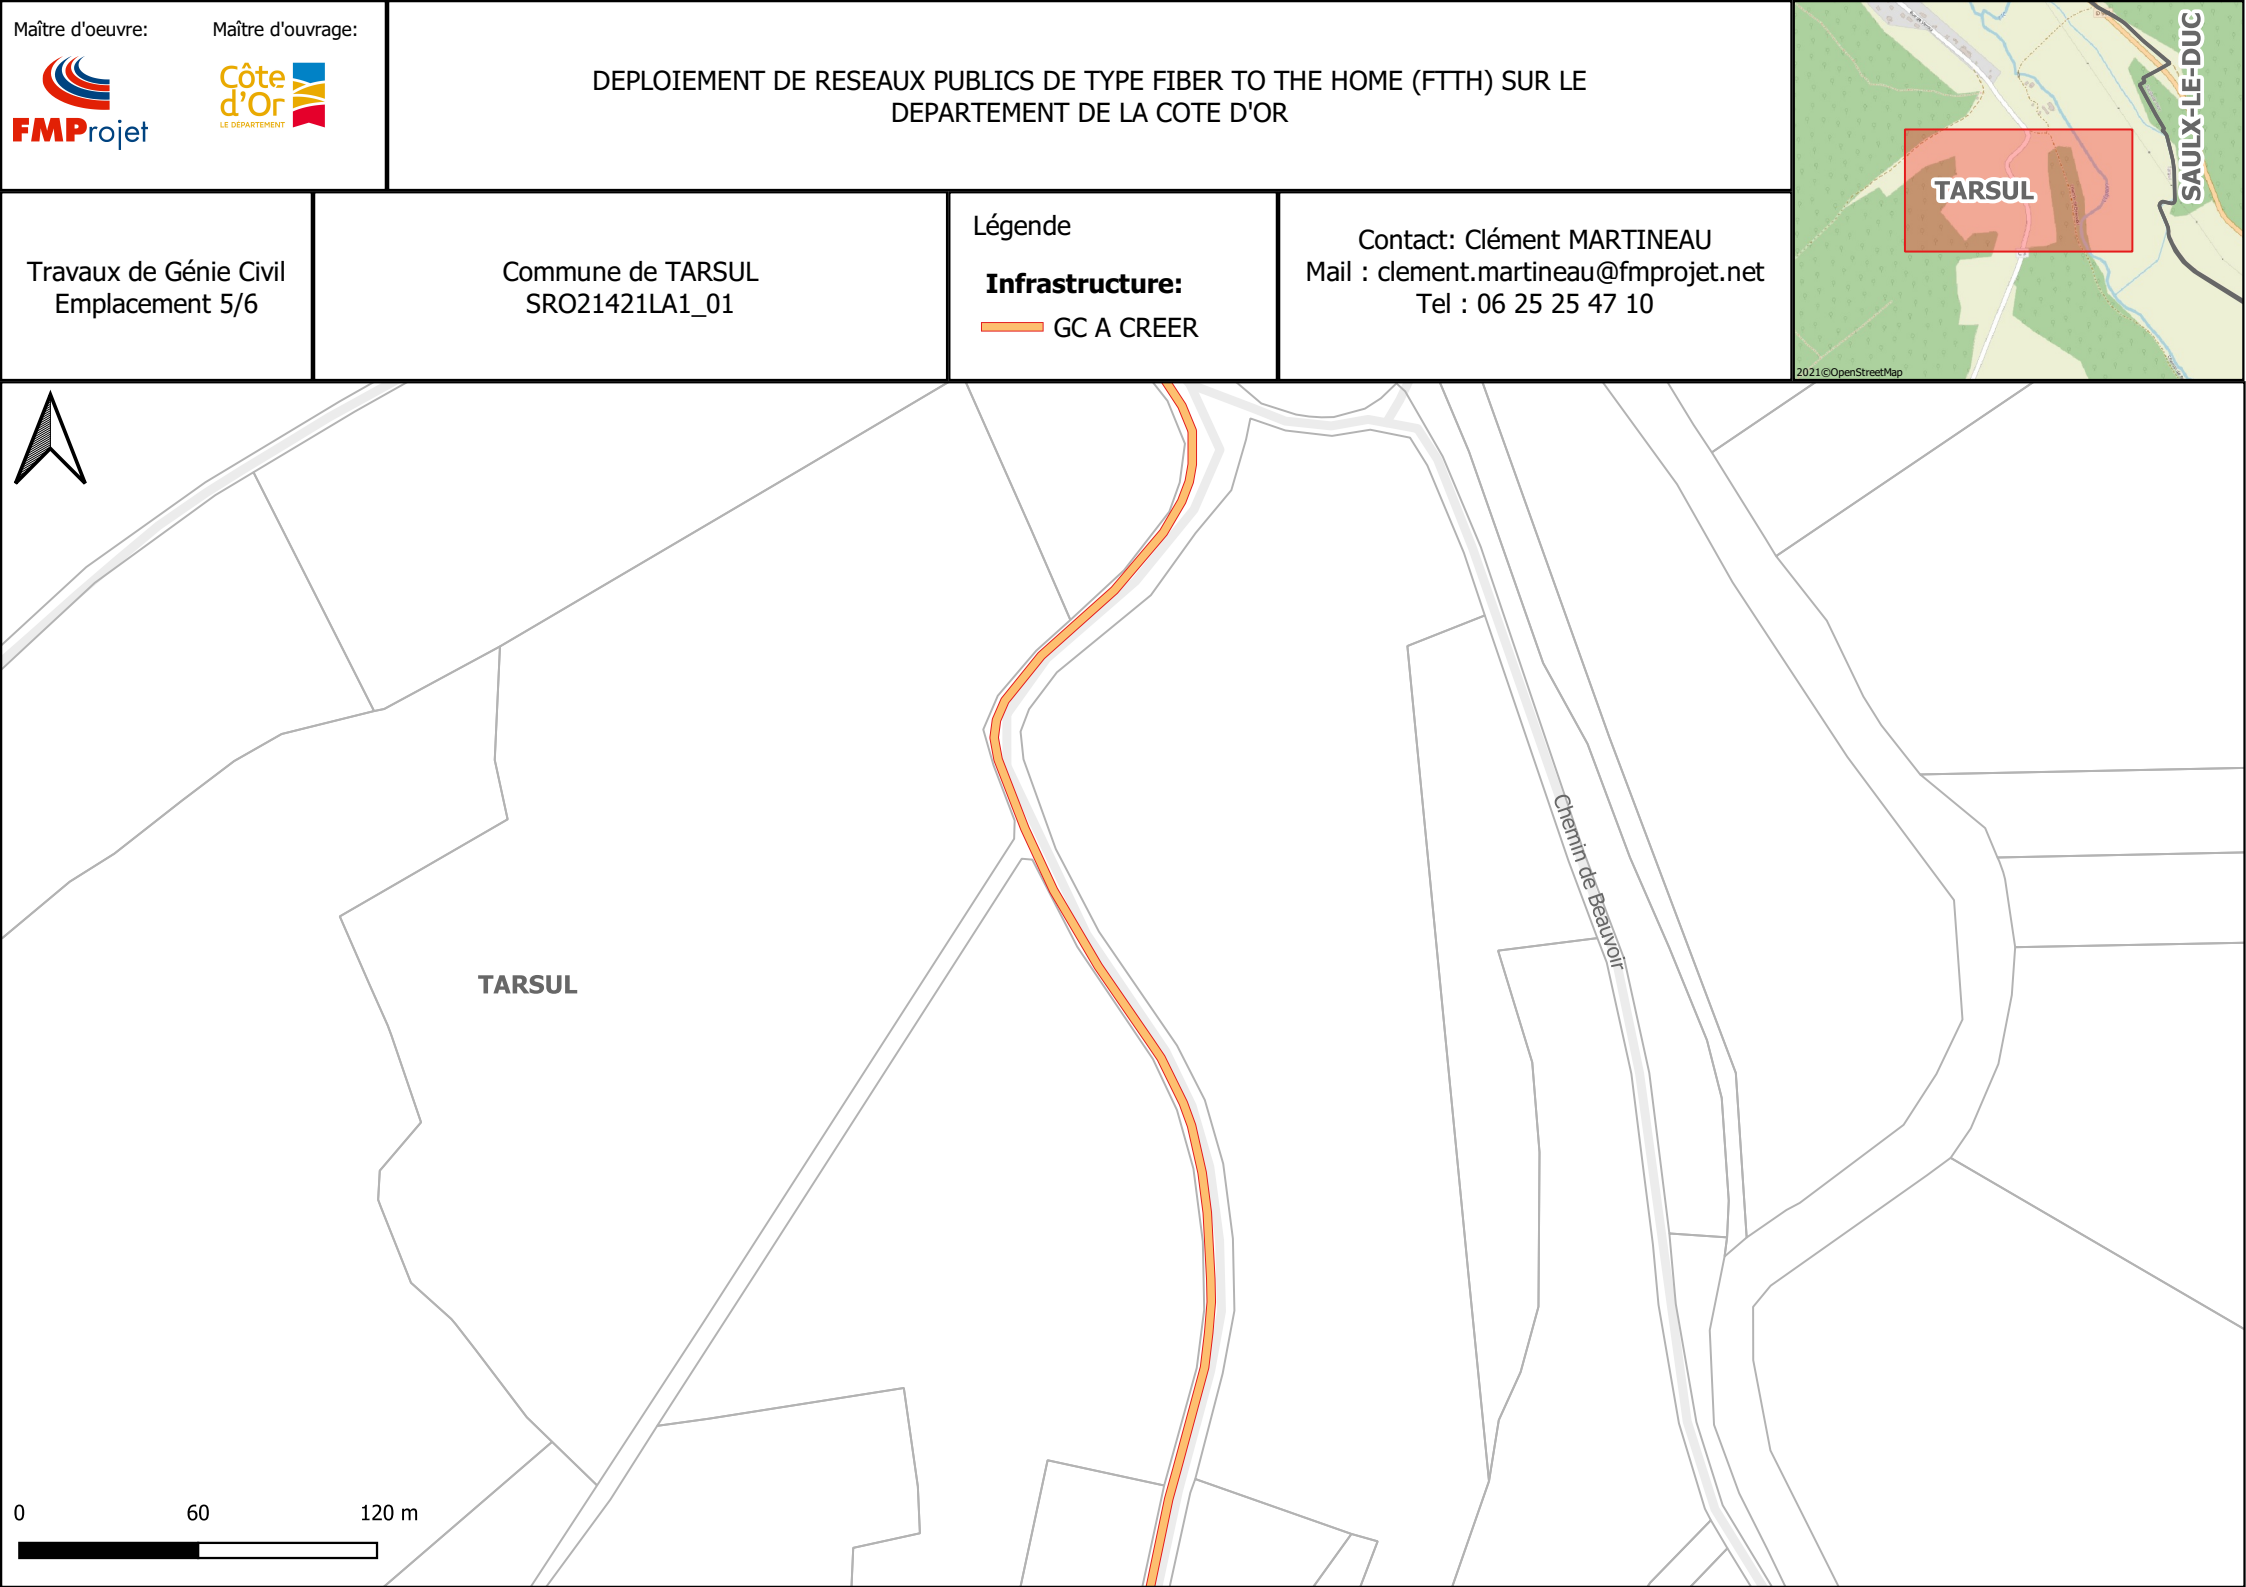 Maître d'oeuvre:
Maître d'ouvrage:
FMProjet
Côte
d'Or
LE DÉPARTEMENT
DEPLOIEMENT DE RESEAUX PUBLICS DE TYPE FIBER TO THE HOME (FTTH) SUR LE
DEPARTEMENT DE LA COTE D'OR
TARSUL
SAULX-LE-DUC
2021©OpenStreetMap
Travaux de Génie Civil
Emplacement 5/6
Commune de TARSUL
SRO21421LA1_01
Légende
Infrastructure:
GC A CREER
Contact: Clément MARTINEAU
Mail : clement.martineau@fmprojet.net
Tel : 06 25 25 47 10
Chemin de Beauvoir
TARSUL
0 60 120 m